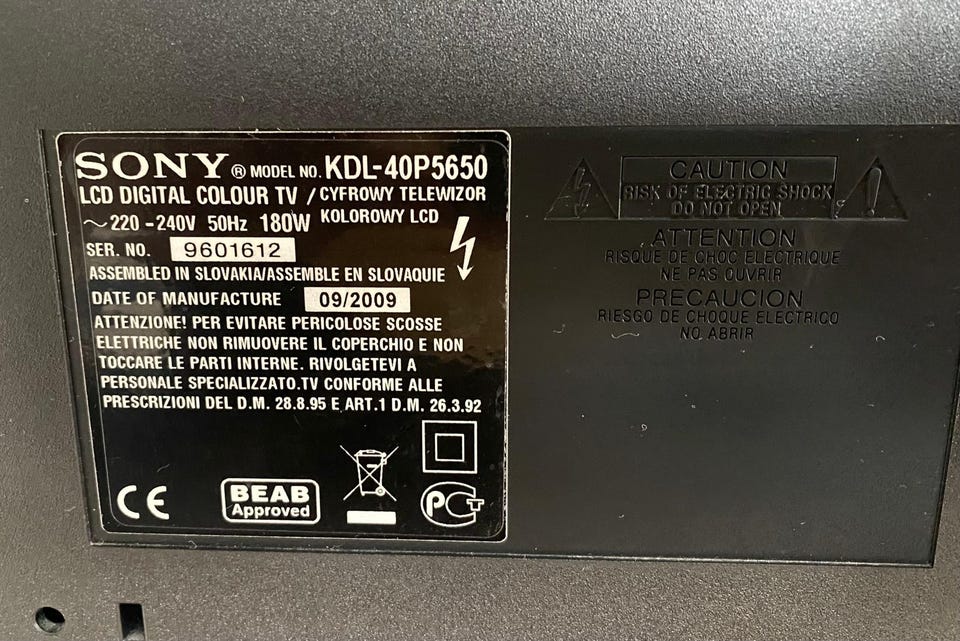 SONY® MODEL NO. KDL-40P5650
LCD DIGITAL COLOUR TV / CYFROWY TELEWIZOR
~220-240V 50Hz 180W KOLOROWY LCD
SER. NO. 9601612
ASSEMBLED IN SLOVAKIA/ASSEMBLE EN SLOVAQUIE
DATE OF MANUFACTURE 09/2009
ATTENZIONE! PER EVITARE PERICOLOSE SCOSSE
ELETTRICHE NON RIMUOVERE IL COPERCHIO E NON
TOCCARE LE PARTI INTERNE. RIVOLGETEVI A
PERSONALE SPECIALIZZATO.TV CONFORME ALLE
PRESCRIZIONI DEL D.M. 28.8.95 E ART.1 D.M. 26.3.92
CE
BEAB
Approved
PCT
CAUTION
RISK OF ELECTRIC SHOCK
DO NOT OPEN
ATTENTION
RISQUE DE CHOC ELECTRIQUE
NE PAS OUVRIR
PRECAUCION
RIESGO DE CHOQUE ELECTRICO
NO ABRIR